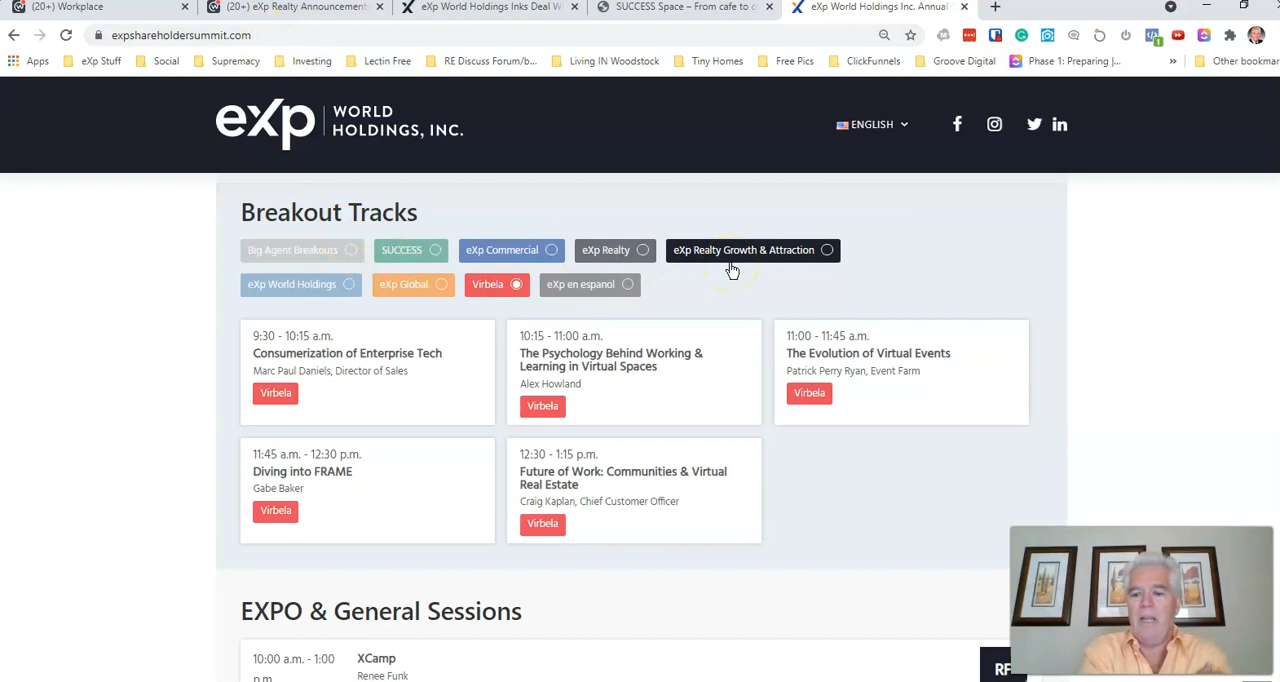 (20+) Workplace
(20+) eXp Realty Announcement
eXp World Holdings Inks Deal W
SUCCESS Space – From cafe to c
eXp World Holdings Inc. Annual
expshareholdersummit.com
Apps
eXp Stuff
Social
Supremacy
Investing
Lectin Free
RE Discuss Forum/b...
Living IN Woodstock
Tiny Homes
Free Pics
ClickFunnels
Groove Digital
Phase 1: Preparing |...
»
Other bookmar
eXp WORLD HOLDINGS, INC.
ENGLISH
Breakout Tracks
Big Agent Breakouts
SUCCESS
eXp Commercial
eXp Realty
eXp Realty Growth & Attraction
eXp World Holdings
eXp Global
Virbela
eXp en espanol
9:30 - 10:15 a.m.
Consumerization of Enterprise Tech
Marc Paul Daniels, Director of Sales
Virbela
10:15 - 11:00 a.m.
The Psychology Behind Working &
Learning in Virtual Spaces
Alex Howland
Virbela
11:00 - 11:45 a.m.
The Evolution of Virtual Events
Patrick Perry Ryan, Event Farm
Virbela
11:45 a.m. - 12:30 p.m.
Diving into FRAME
Gabe Baker
Virbela
12:30 - 1:15 p.m.
Future of Work: Communities & Virtual
Real Estate
Craig Kaplan, Chief Customer Officer
Virbela
EXPO & General Sessions
10:00 a.m. - 1:00
p.m.
XCamp
Renee Funk